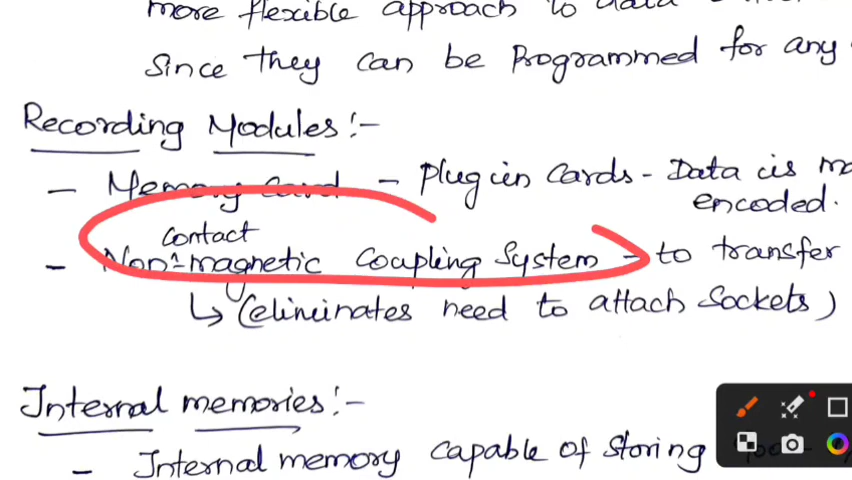 more flexible approach to data
Since they can be Programmed for any
Recording Modules :-
- Memory Card - Plug in Cards - Data is
encoded.
contact
- Non-magnetic Coupling System - to transfer
↳ (eliminates need to attach Sockets)
Internal memories :-
- Internal memory capable of storing